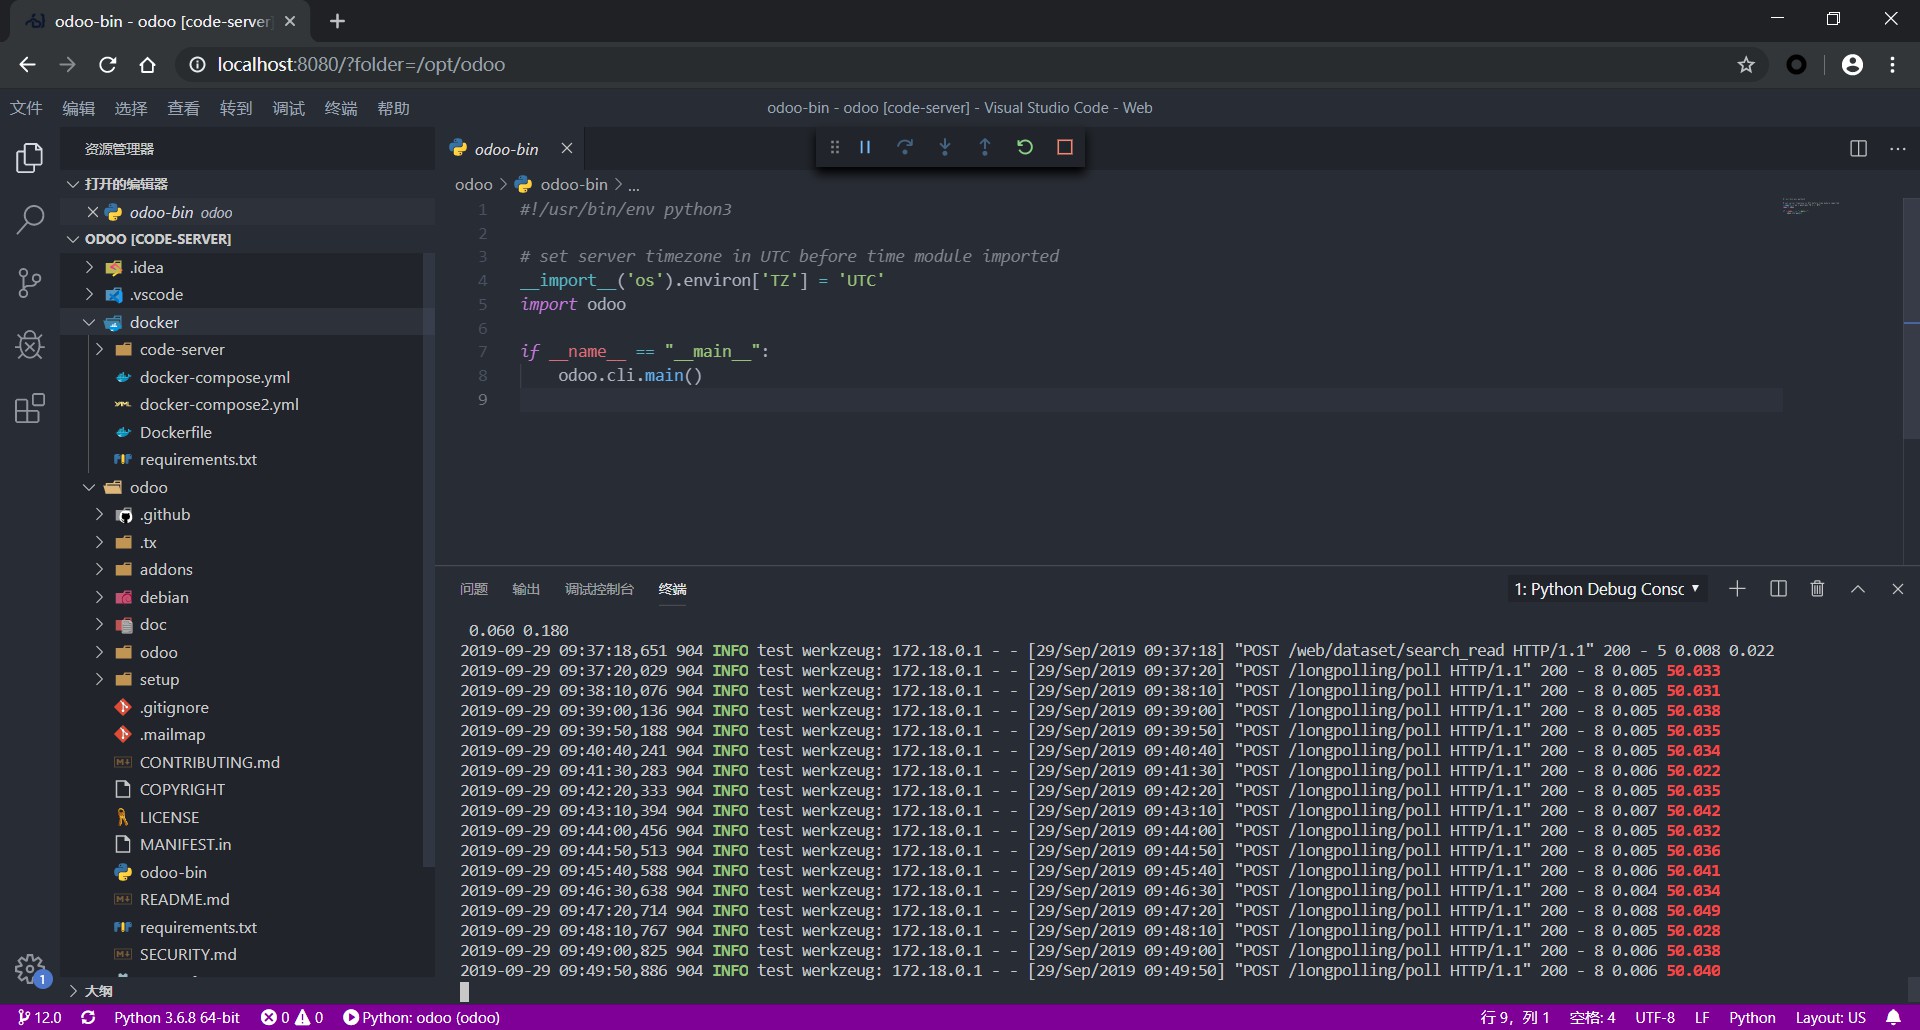 odoo-bin - odoo [code-server]
localhost:8080/?folder=/opt/odoo
文件 编辑 选择 查看 转到 调试 终端 帮助
odoo-bin - odoo [code-server] - Visual Studio Code - Web
资源管理器
打开的编辑器
odoo-bin odoo
ODOO [CODE-SERVER]
.idea
.vscode
docker
code-server
docker-compose.yml
docker-compose2.yml
Dockerfile
requirements.txt
odoo
.github
.tx
addons
debian
doc
odoo
setup
.gitignore
.mailmap
CONTRIBUTING.md
COPYRIGHT
LICENSE
MANIFEST.in
odoo-bin
README.md
requirements.txt
SECURITY.md
大纲
1
odoo-bin
odoo > odoo-bin > ...
1 #!/usr/bin/env python3
2
3 # set server timezone in UTC before time module imported
4 __import__('os').environ['TZ'] = 'UTC'
5 import odoo
6
7 if __name__ == "__main__":
8 odoo.cli.main()
9
问题 输出 调试控制台 终端
1: Python Debug Consc
0.060 0.180
2019-09-29 09:37:18,651 904 INFO test werkzeug: 172.18.0.1 - - [29/Sep/2019 09:37:18] "POST /web/dataset/search_read HTTP/1.1" 200 - 5 0.008 0.022
2019-09-29 09:37:20,029 904 INFO test werkzeug: 172.18.0.1 - - [29/Sep/2019 09:37:20] "POST /longpolling/poll HTTP/1.1" 200 - 8 0.005 50.033
2019-09-29 09:38:10,076 904 INFO test werkzeug: 172.18.0.1 - - [29/Sep/2019 09:38:10] "POST /longpolling/poll HTTP/1.1" 200 - 8 0.005 50.031
2019-09-29 09:39:00,136 904 INFO test werkzeug: 172.18.0.1 - - [29/Sep/2019 09:39:00] "POST /longpolling/poll HTTP/1.1" 200 - 8 0.005 50.038
2019-09-29 09:39:50,188 904 INFO test werkzeug: 172.18.0.1 - - [29/Sep/2019 09:39:50] "POST /longpolling/poll HTTP/1.1" 200 - 8 0.005 50.035
2019-09-29 09:40:40,241 904 INFO test werkzeug: 172.18.0.1 - - [29/Sep/2019 09:40:40] "POST /longpolling/poll HTTP/1.1" 200 - 8 0.005 50.034
2019-09-29 09:41:30,283 904 INFO test werkzeug: 172.18.0.1 - - [29/Sep/2019 09:41:30] "POST /longpolling/poll HTTP/1.1" 200 - 8 0.006 50.022
2019-09-29 09:42:20,333 904 INFO test werkzeug: 172.18.0.1 - - [29/Sep/2019 09:42:20] "POST /longpolling/poll HTTP/1.1" 200 - 8 0.005 50.035
2019-09-29 09:43:10,394 904 INFO test werkzeug: 172.18.0.1 - - [29/Sep/2019 09:43:10] "POST /longpolling/poll HTTP/1.1" 200 - 8 0.007 50.042
2019-09-29 09:44:00,456 904 INFO test werkzeug: 172.18.0.1 - - [29/Sep/2019 09:44:00] "POST /longpolling/poll HTTP/1.1" 200 - 8 0.005 50.032
2019-09-29 09:44:50,513 904 INFO test werkzeug: 172.18.0.1 - - [29/Sep/2019 09:44:50] "POST /longpolling/poll HTTP/1.1" 200 - 8 0.005 50.036
2019-09-29 09:45:40,588 904 INFO test werkzeug: 172.18.0.1 - - [29/Sep/2019 09:45:40] "POST /longpolling/poll HTTP/1.1" 200 - 8 0.006 50.041
2019-09-29 09:46:30,638 904 INFO test werkzeug: 172.18.0.1 - - [29/Sep/2019 09:46:30] "POST /longpolling/poll HTTP/1.1" 200 - 8 0.004 50.034
2019-09-29 09:47:20,714 904 INFO test werkzeug: 172.18.0.1 - - [29/Sep/2019 09:47:20] "POST /longpolling/poll HTTP/1.1" 200 - 8 0.008 50.049
2019-09-29 09:48:10,767 904 INFO test werkzeug: 172.18.0.1 - - [29/Sep/2019 09:48:10] "POST /longpolling/poll HTTP/1.1" 200 - 8 0.005 50.028
2019-09-29 09:49:00,825 904 INFO test werkzeug: 172.18.0.1 - - [29/Sep/2019 09:49:00] "POST /longpolling/poll HTTP/1.1" 200 - 8 0.006 50.038
2019-09-29 09:49:50,886 904 INFO test werkzeug: 172.18.0.1 - - [29/Sep/2019 09:49:50] "POST /longpolling/poll HTTP/1.1" 200 - 8 0.006 50.040
12.0 Python 3.6.8 64-bit 0 0 Python: odoo (odoo) 行 9，列 1 空格: 4 UTF-8 LF Python Layout: US